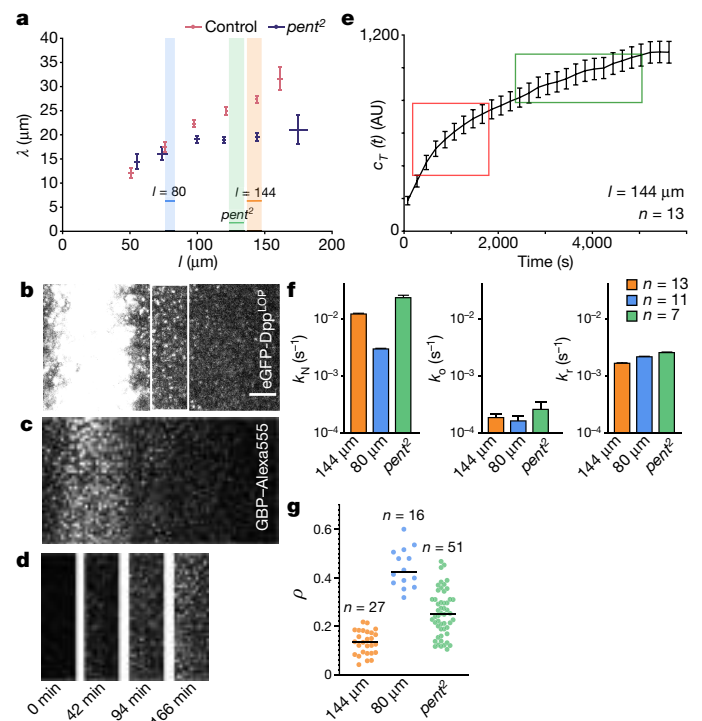 a
Control pent²
40
35
30
25
20
15
10
5
0
λ (μm)
l = 80
l = 144
pent²
0 50 100 150 200
l (μm)
b
eGFP-Dpp^LOP
c
GBP–Alexa555
d
0 min 42 min 94 min 166 min
e
1,200
0
c_T (t) (AU)
l = 144 μm
n = 13
0 2,000 4,000
Time (s)
f
n = 13
n = 11
n = 7
k_N (s⁻¹)
10⁻²
10⁻³
10⁻⁴
144 μm 80 μm pent²
k_o (s⁻¹)
10⁻²
10⁻³
10⁻⁴
144 μm 80 μm pent²
k_r (s⁻¹)
10⁻²
10⁻³
10⁻⁴
144 μm 80 μm pent²
g
0.6
0.4
0.2
0
ρ
n = 27
n = 16
n = 51
144 μm 80 μm pent²